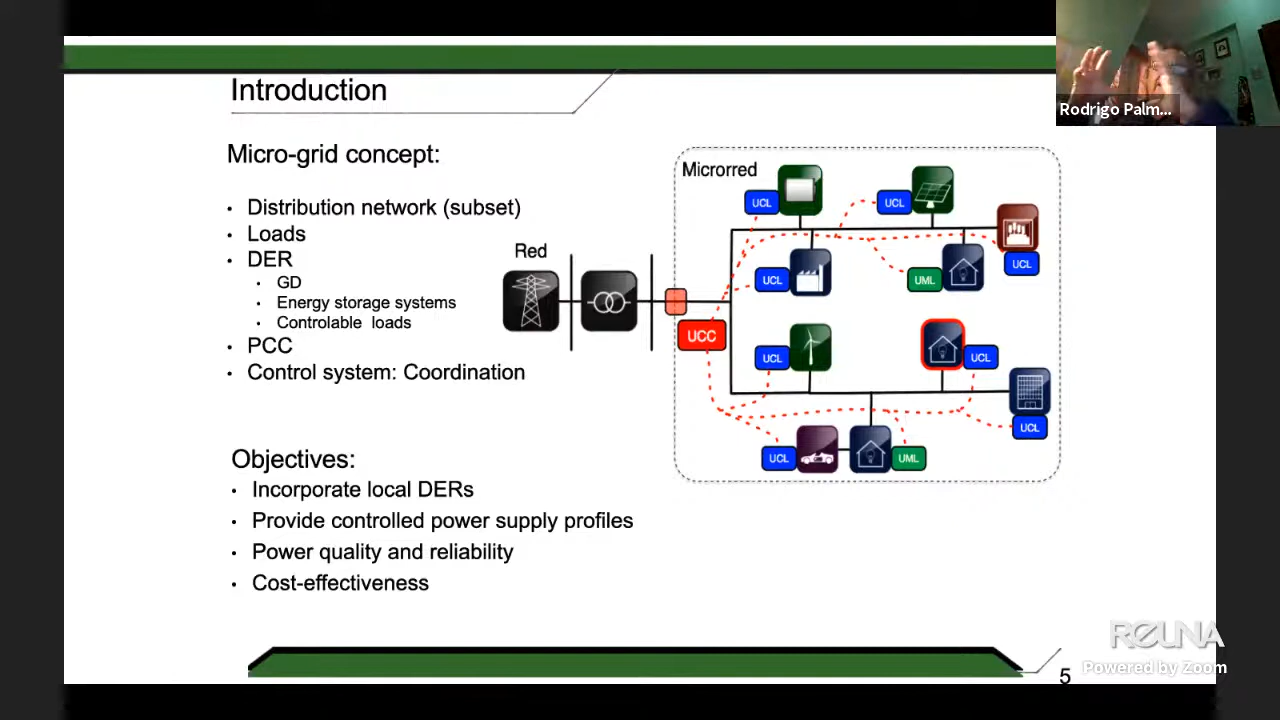 Introduction
Rodrigo Palm...
Micro-grid concept:
• Distribution network (subset)
• Loads
• DER
• GD
• Energy storage systems
• Controlable loads
• PCC
• Control system: Coordination
Red
Microrred
UCL
UCL
UCL
UCL
UML
UCC
UCL
UCL
UCL
UCL
UML
Objectives:
• Incorporate local DERs
• Provide controlled power supply profiles
• Power quality and reliability
• Cost-effectiveness
REUNA
Powered by Zoom
5